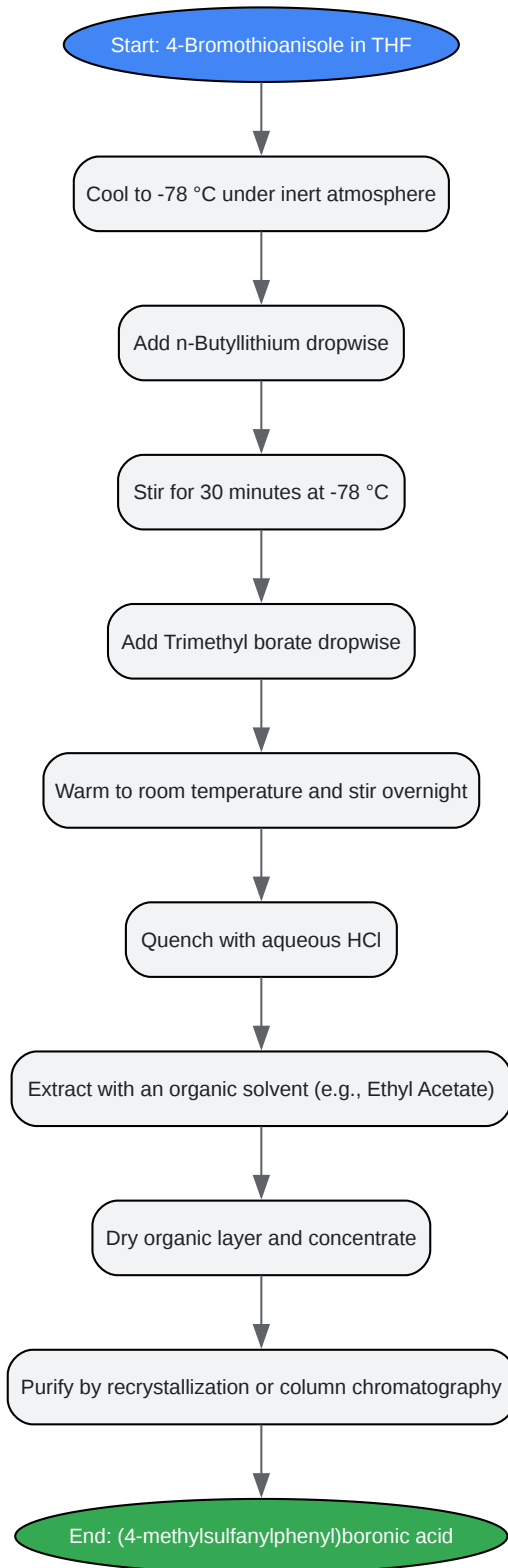 Start: 4-Bromothioanisole in THF
Cool to -78 °C under inert atmosphere
Add n-Butyllithium dropwise
Stir for 30 minutes at -78 °C
Add Trimethyl borate dropwise
Warm to room temperature and stir overnight
Quench with aqueous HCl
Extract with an organic solvent (e.g., Ethyl Acetate)
Dry organic layer and concentrate
Purify by recrystallization or column chromatography
End: (4-methylsulfanylphenyl)boronic acid